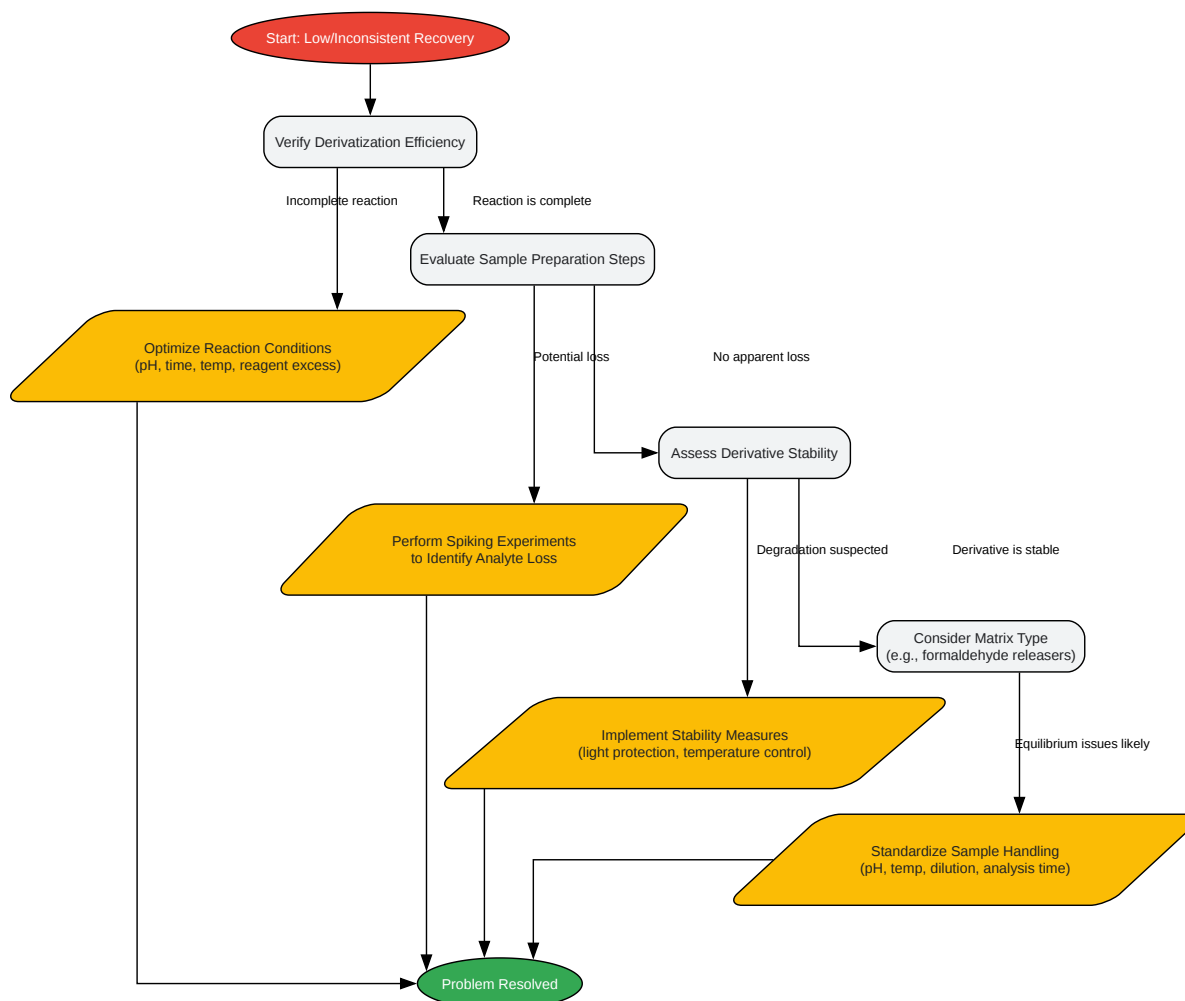 Start: Low/Inconsistent Recovery
Verify Derivatization Efficiency
Incomplete reaction
Reaction is complete
Evaluate Sample Preparation Steps
Optimize Reaction Conditions
(pH, time, temp, reagent excess)
Potential loss
No apparent loss
Assess Derivative Stability
Perform Spiking Experiments
to Identify Analyte Loss
Degradation suspected
Derivative is stable
Consider Matrix Type
(e.g., formaldehyde releasers)
Implement Stability Measures
(light protection, temperature control)
Equilibrium issues likely
Standardize Sample Handling
(pH, temp, dilution, analysis time)
Problem Resolved